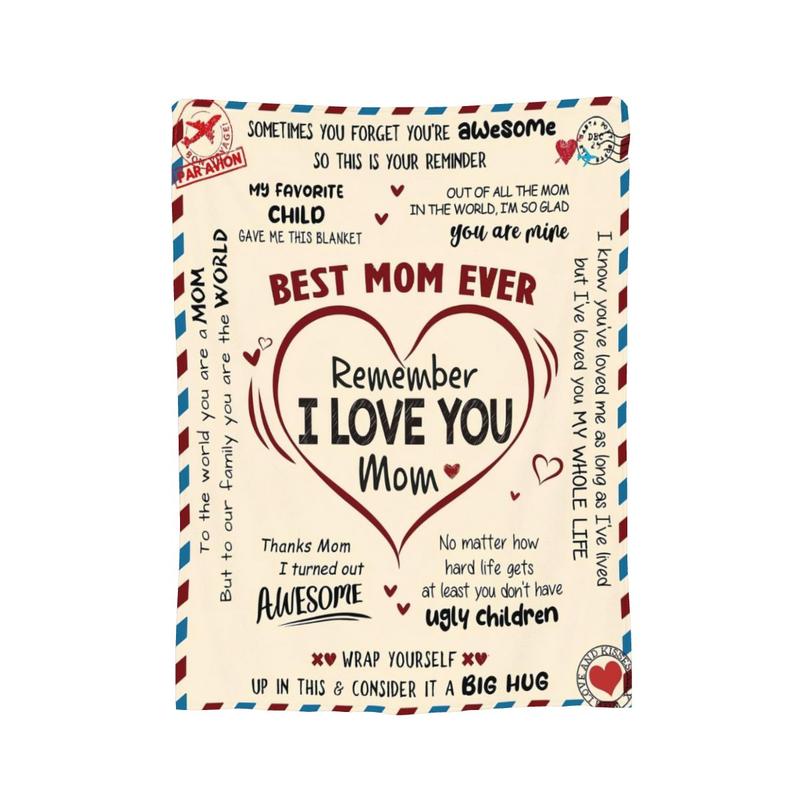 SOMETIMES YOU FORGET YOU'RE awesome
SO THIS IS YOUR REMINDER
BON VOYAGE!
PAR AVION
DEC
25
MY FAVORITE
CHILD
GAVE ME THIS BLANKET
OUT OF ALL THE MOM
IN THE WORLD, I'M SO GLAD
you are mine
BEST MOM EVER
To the world you are a MOM
But to our family you are the WORLD
Remember
I LOVE YOU
Mom
I know you've loved me as long as I've lived
but I've loved you MY WHOLE LIFE
Thanks Mom
I turned out
AWESOME
No matter how
hard life gets
at least you don't have
ugly children
WRAP YOURSELF
UP IN THIS & CONSIDER IT A BIG HUG
LOVE AND KISSES